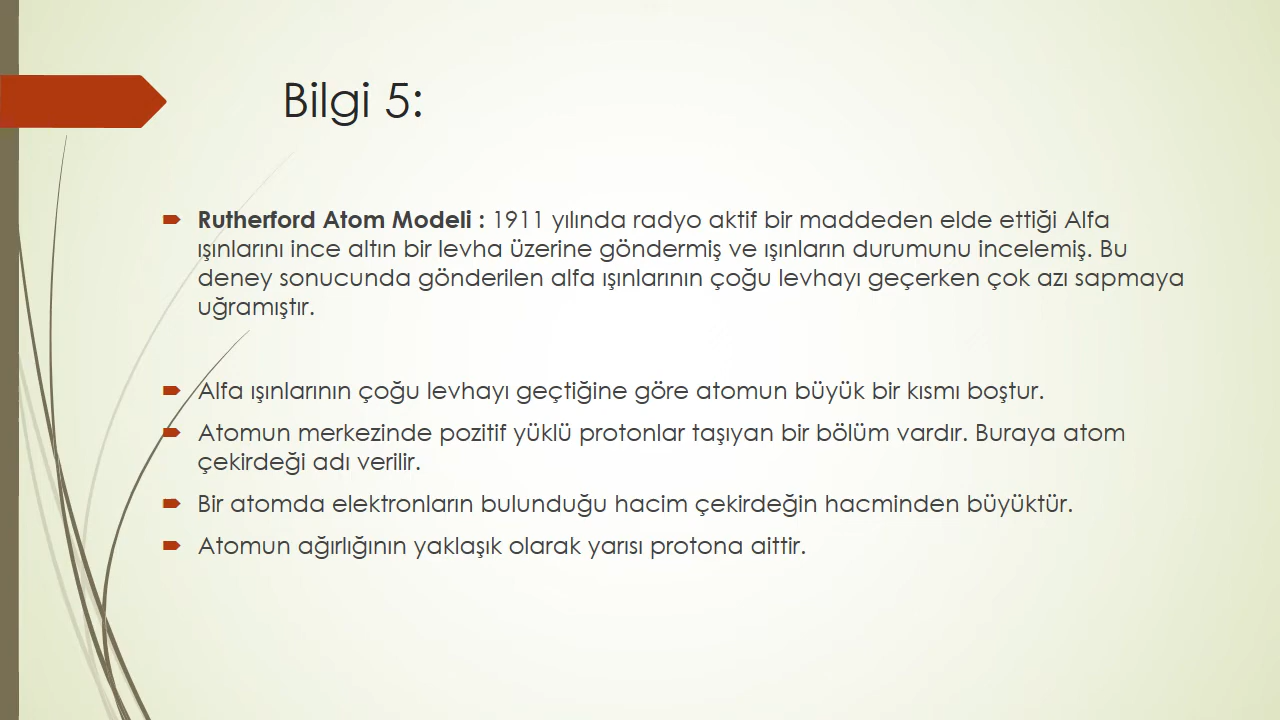 Bilgi 5:
Rutherford Atom Modeli : 1911 yılında radyo aktif bir maddeden elde ettiği Alfa
ışınlarını ince altın bir levha üzerine göndermiş ve ışınların durumunu incelemiş. Bu
deney sonucunda gönderilen alfa ışınlarının çoğu levhayı geçerken çok azı sapmaya
uğramıştır.
Alfa ışınlarının çoğu levhayı geçtiğine göre atomun büyük bir kısmı boştur.
Atomun merkezinde pozitif yüklü protonlar taşıyan bir bölüm vardır. Buraya atom
çekirdeği adı verilir.
Bir atomda elektronların bulunduğu hacim çekirdeğin hacminden büyüktür.
Atomun ağırlığının yaklaşık olarak yarısı protona aittir.